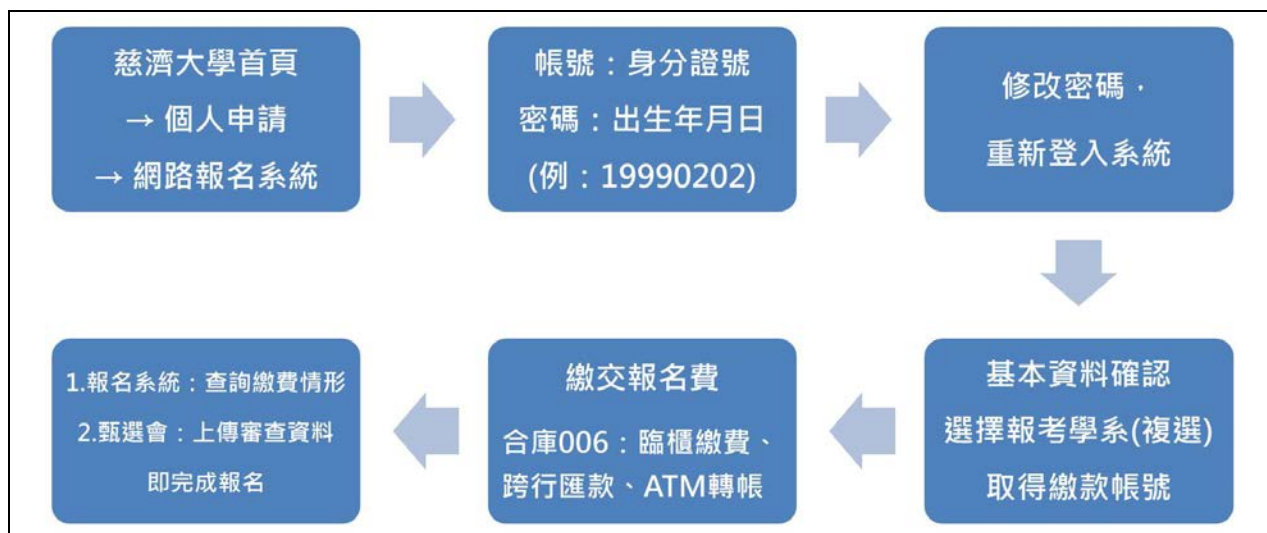 慈濟大學首頁
→ 個人申請
→ 網路報名系統
帳號：身分證號
密碼：出生年月日
(例：19990202)
修改密碼，
重新登入系統
基本資料確認
選擇報考學系(複選)
取得繳款帳號
繳交報名費
合庫006：臨櫃繳費、
跨行匯款、ATM轉帳
1.報名系統：查詢繳費情形
2.甄選會：上傳審查資料
即完成報名